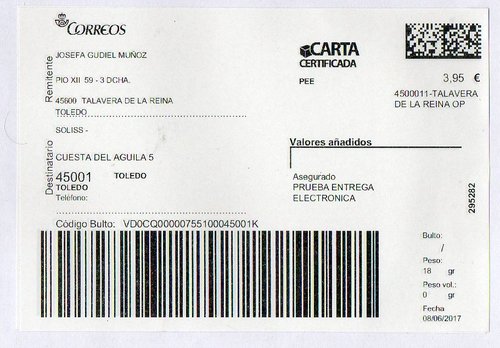 CORREOS
Remitente
JOSEFA GUDIEL MUÑOZ
PIO XII 59 - 3 DCHA.
45600 TALAVERA DE LA REINA
TOLEDO
CARTA
CERTIFICADA
PEE
3,95 €
4500011-TALAVERA
DE LA REINA OP
Destinatario
SOLISS -
CUESTA DEL AGUILA 5
45001 TOLEDO
TOLEDO
Teléfono:
Valores añadidos
Asegurado
PRUEBA ENTREGA
ELECTRONICA
295282
Código Bulto: VD0CQ00000755100045001K
Bulto:
/
Peso:
18 gr
Peso vol.:
0 gr
Fecha
08/06/2017